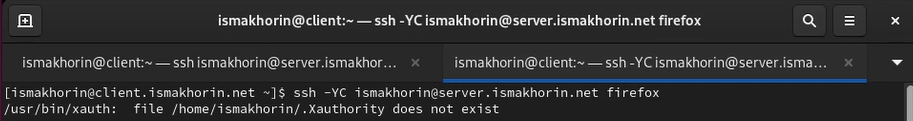 ismakhorin@client:~ — ssh -YC ismakhorin@server.ismakhorin.net firefox
ismakhorin@client:~ — ssh ismakhorin@server.ismakhor...
ismakhorin@client:~ — ssh -YC ismakhorin@server.isma...
[ismakhorin@client.ismakhorin.net ~]$ ssh -YC ismakhorin@server.ismakhorin.net firefox
/usr/bin/xauth:  file /home/ismakhorin/.Xauthority does not exist